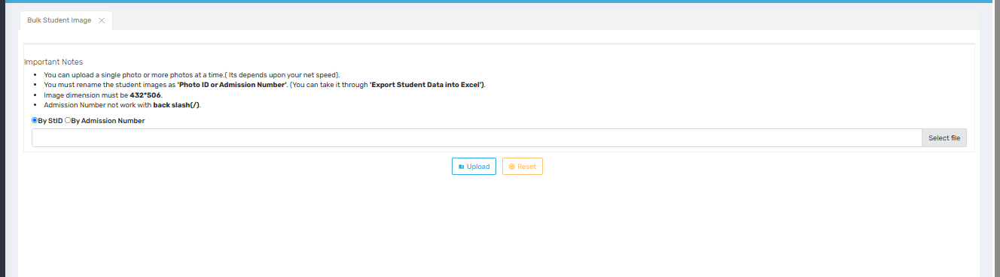 Bulk Student Image
Important Notes
You can upload a single photo or more photos at a time.( Its depends upon your net speed).
You must rename the student images as 'Photo ID or Admission Number'. (You can take it through 'Export Student Data into Excel').
Image dimension must be 432*506.
Admission Number not work with back slash(/).
By StID By Admission Number
Select file
Upload Reset